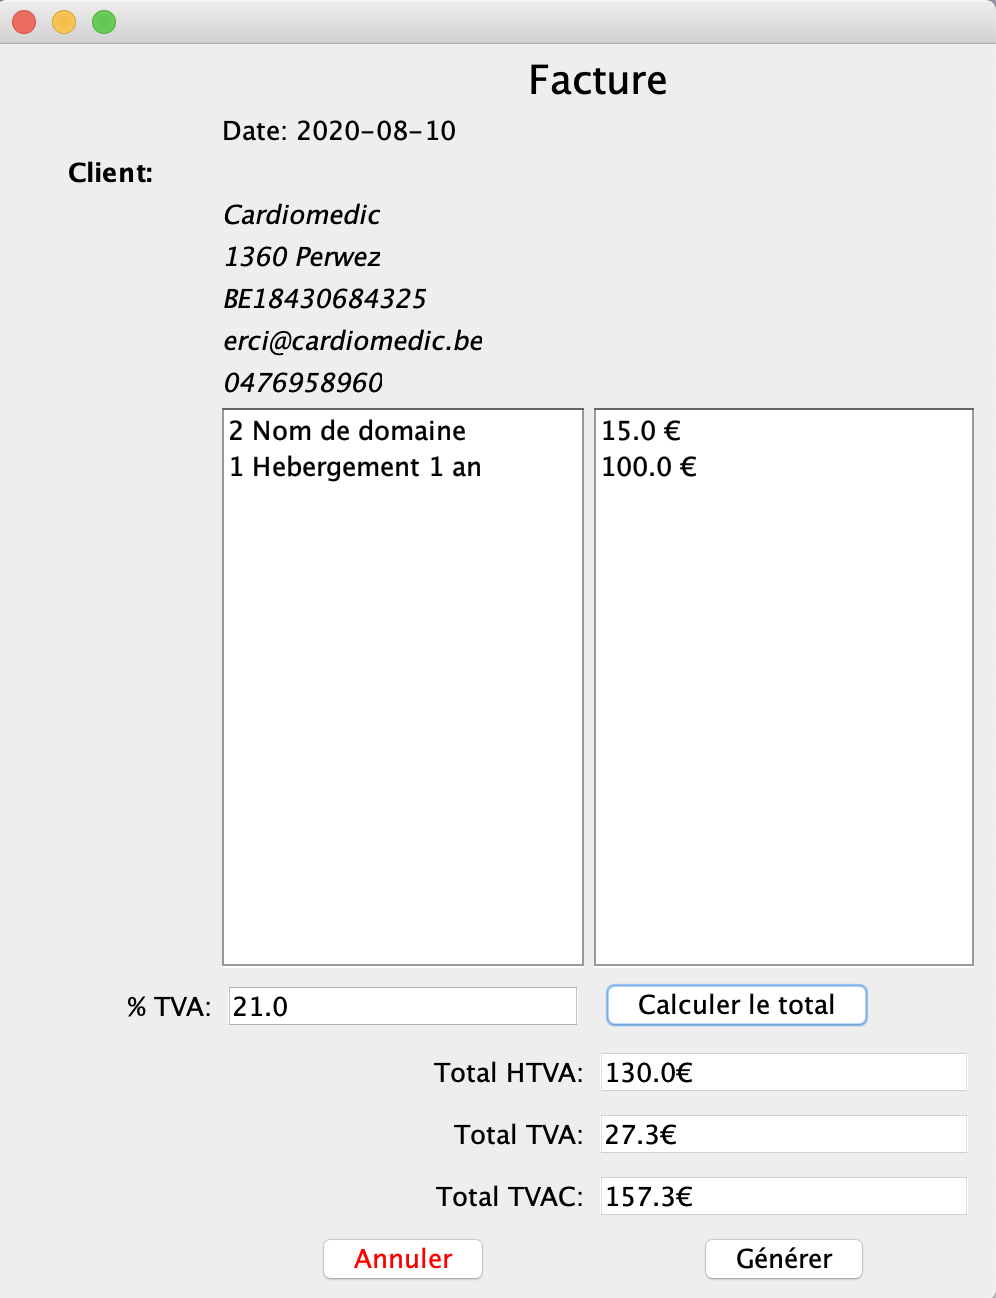 Facture
Date: 2020-08-10
Client:
Cardiomedic
1360 Perwez
BE18430684325
erci@cardiomedic.be
0476958960
2 Nom de domaine 15.0 €
1 Hebergement 1 an 100.0 €
% TVA: 21.0 Calculer le total
Total HTVA: 130.0€
Total TVA: 27.3€
Total TVAC: 157.3€
Annuler Générer